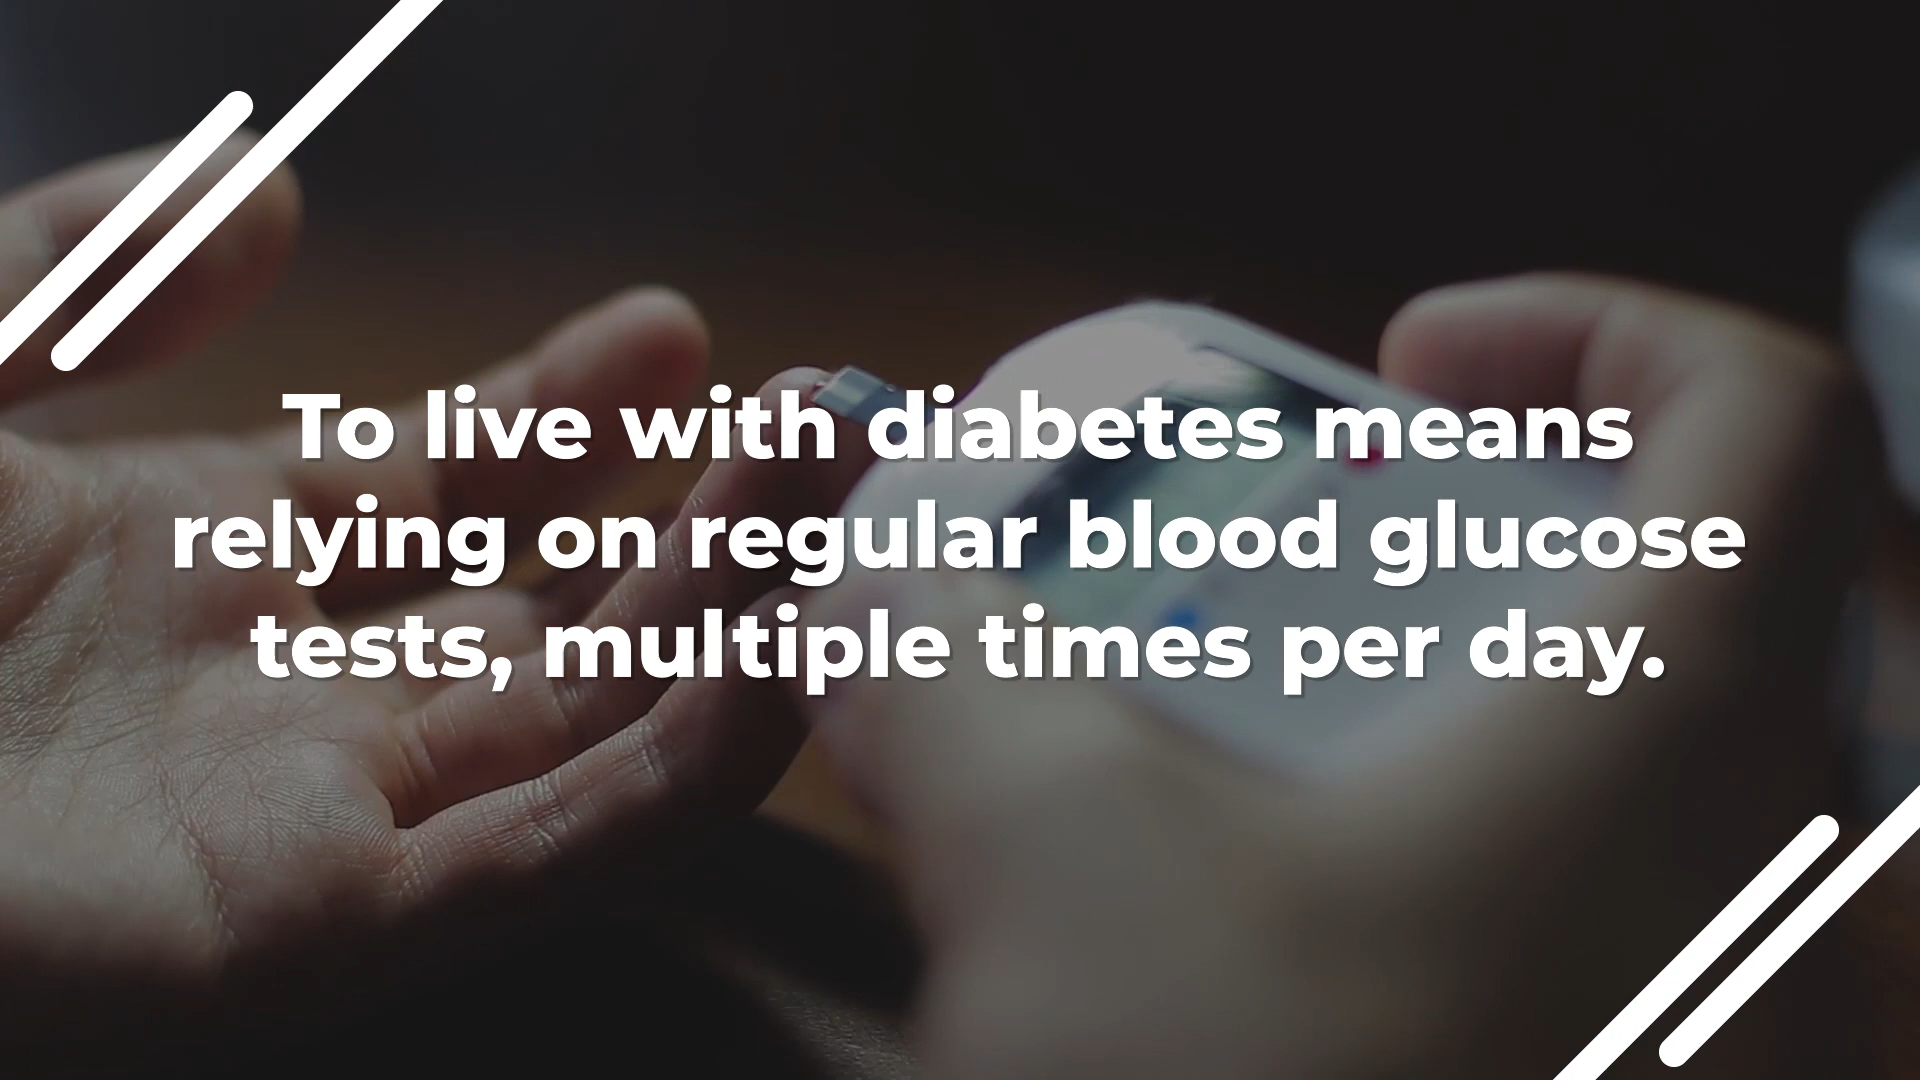 To live with diabetes means
relying on regular blood glucose
tests, multiple times per day.